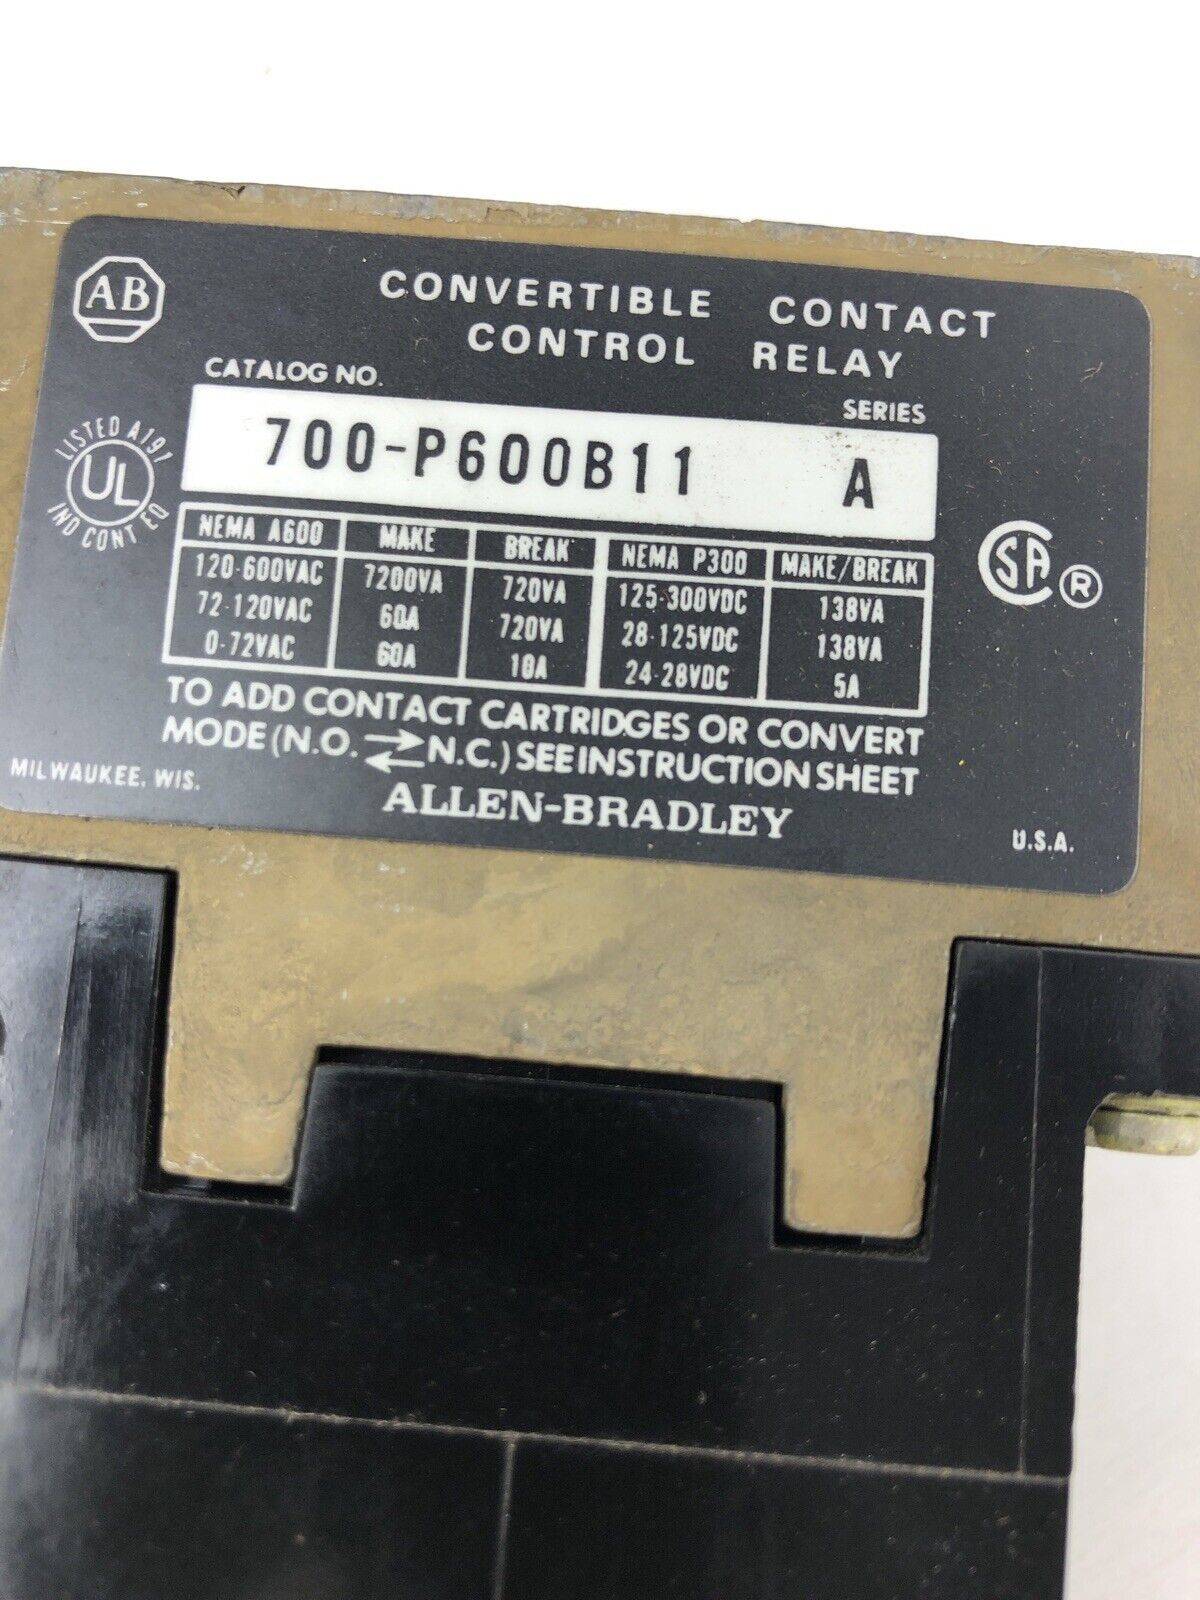 AB
CONVERTIBLE CONTACT
CONTROL RELAY
CATALOG NO.
SERIES
700-P600B11 A
LISTED A191
UL
IND CONT EQ
NEMA A600 MAKE BREAK NEMA P300 MAKE/BREAK
120-600VAC 7200VA 720VA 125-300VDC 138VA
72-120VAC 60A 720VA 28-125VDC 138VA
0-72VAC 60A 10A 24-28VDC 5A
SA ®
TO ADD CONTACT CARTRIDGES OR CONVERT
MODE (N.O. ⇄ N.C.) SEE INSTRUCTION SHEET
MILWAUKEE, WIS.
ALLEN-BRADLEY
U.S.A.